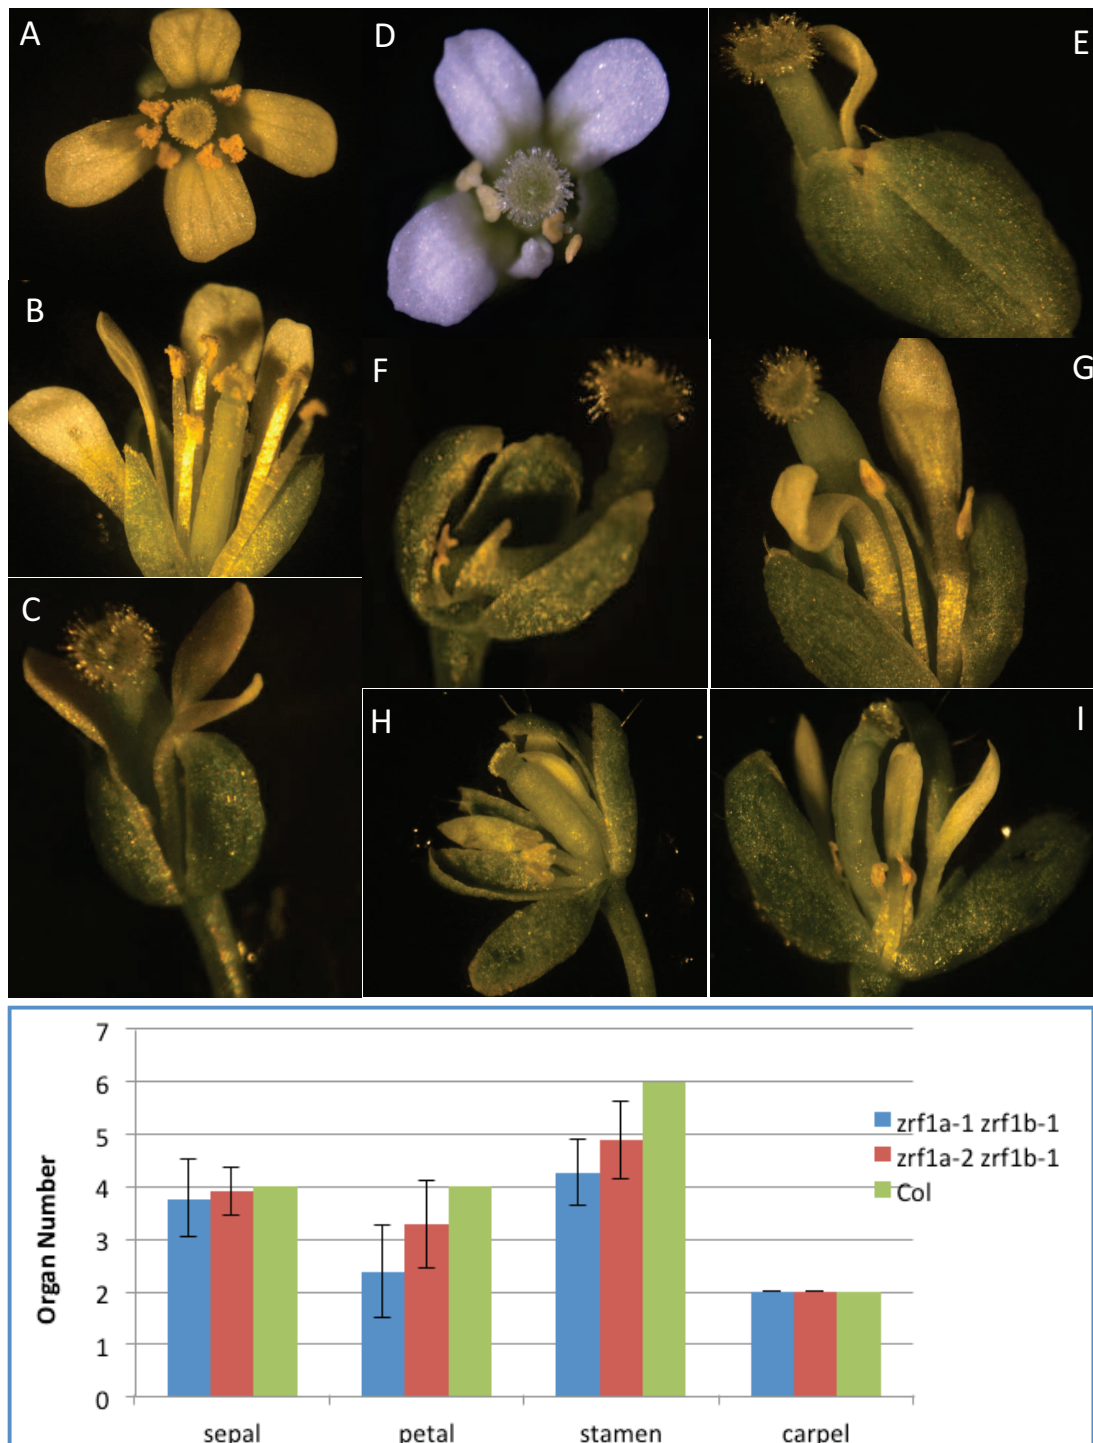 A
D
E
B
F
G
C
H
I
7
6
5
4
3
2
1
0
Organ Number
zrf1a-1 zrf1b-1
zrf1a-2 zrf1b-1
Col
sepal petal stamen carpel